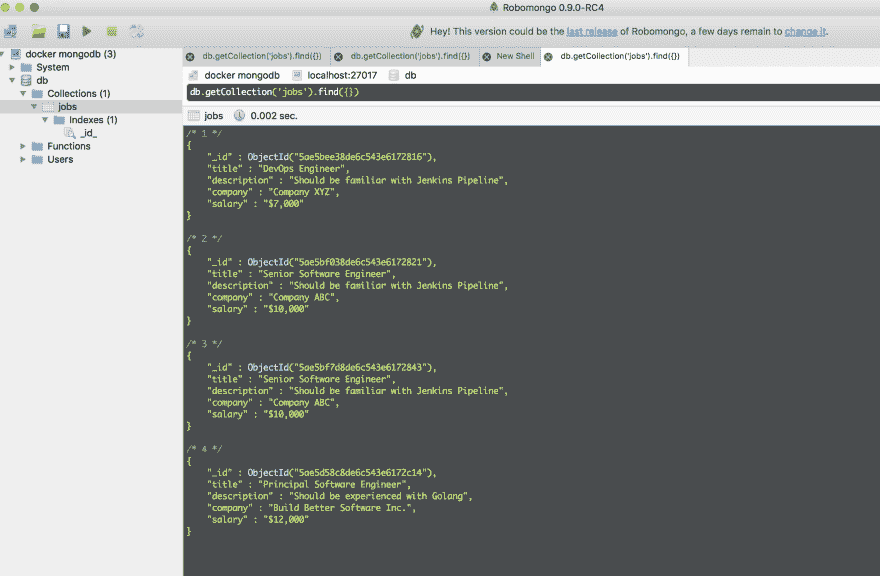 Robomongo 0.9.0-RC4
Hey! This version could be the last release of Robomongo, a few days remain to change it.
docker mongodb (3)
System
db
Collections (1)
jobs
Indexes (1)
_id_
Functions
Users
db.getCollection('jobs').find({})
db.getCollection('jobs').find({})
New Shell
db.getCollection('jobs').find({})
docker mongodb
localhost:27017
db
db.getCollection('jobs').find({})
jobs
0.002 sec.
/* 1 */
{
    "_id" : ObjectId("5ae5bee38de6c543e6172816"),
    "title" : "DevOps Engineer",
    "description" : "Should be familiar with Jenkins Pipeline",
    "company" : "Company XYZ",
    "salary" : "$7,000"
}
/* 2 */
{
    "_id" : ObjectId("5ae5bf038de6c543e6172821"),
    "title" : "Senior Software Engineer",
    "description" : "Should be familiar with Jenkins Pipeline",
    "company" : "Company ABC",
    "salary" : "$10,000"
}
/* 3 */
{
    "_id" : ObjectId("5ae5bf7d8de6c543e6172843"),
    "title" : "Senior Software Engineer",
    "description" : "Should be familiar with Jenkins Pipeline",
    "company" : "Company ABC",
    "salary" : "$10,000"
}
/* 4 */
{
    "_id" : ObjectId("5ae5d58c8de6c543e6172c14"),
    "title" : "Principal Software Engineer",
    "description" : "Should be experienced with Golang",
    "company" : "Build Better Software Inc.",
    "salary" : "$12,000"
}